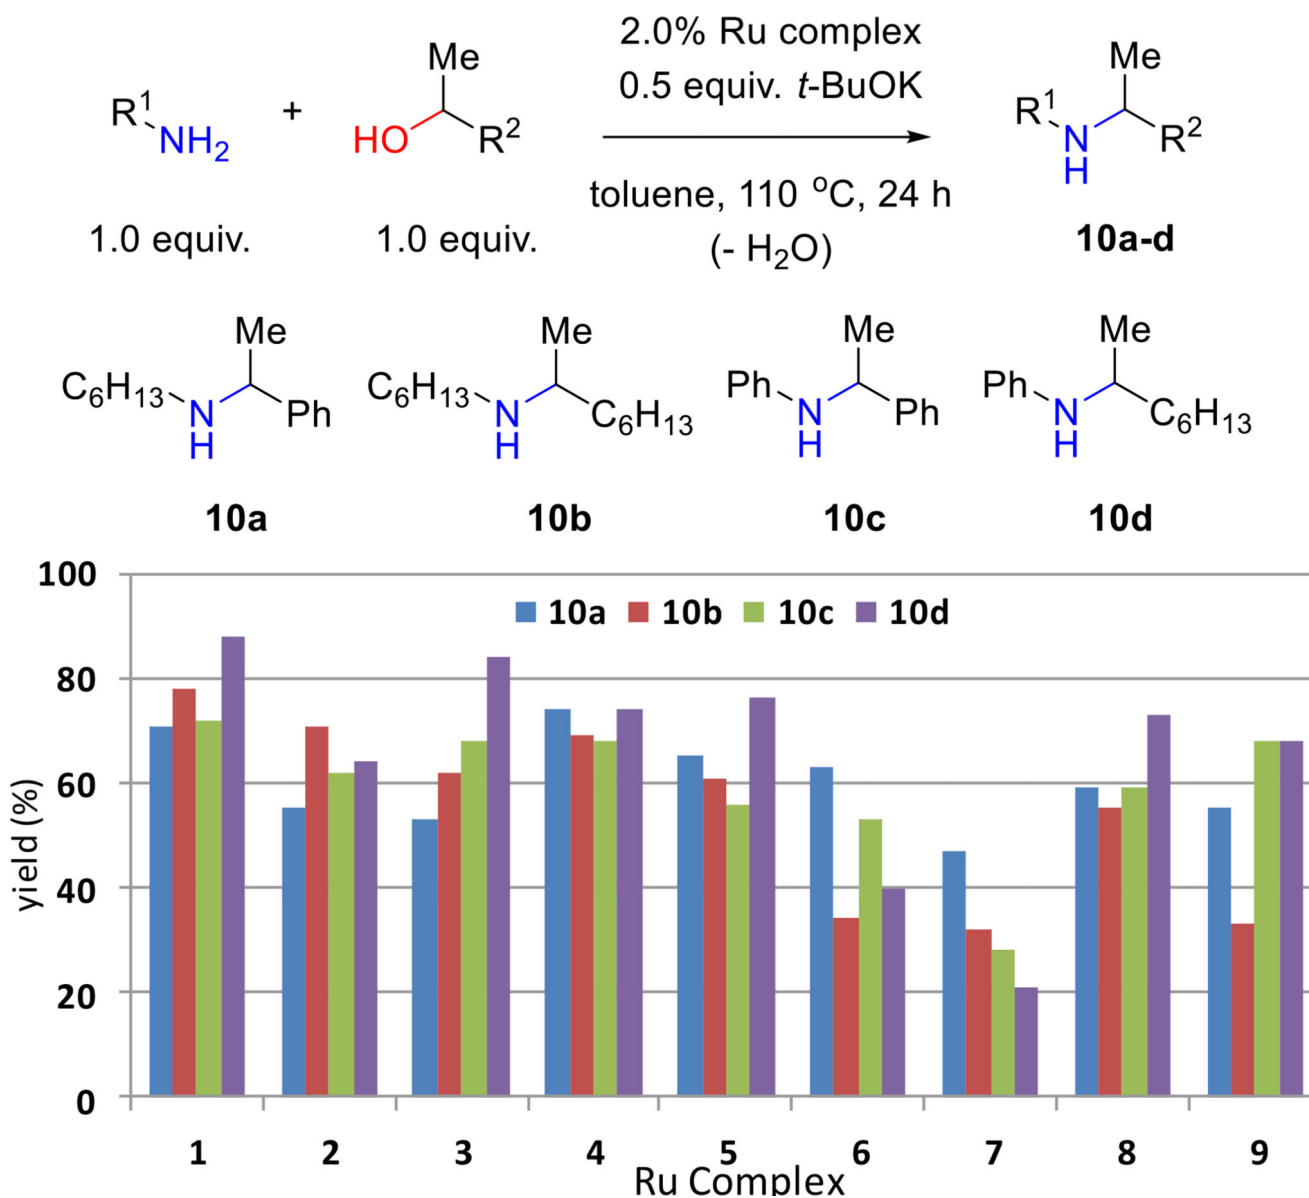 2.0% Ru complex
0.5 equiv. t-BuOK
R¹ NH₂ + HO Me R²
R¹ N H Me R²
toluene, 110 °C, 24 h
(- H₂O)
1.0 equiv. 1.0 equiv.
10a-d
C₆H₁₃ N H Me Ph
C₆H₁₃ N H Me C₆H₁₃
Ph N H Me Ph
Ph N H Me C₆H₁₃
10a 10b 10c 10d
10a 10b 10c 10d
yield (%)
100
80
60
40
20
0
1 2 3 4 5 6 7 8 9
Ru Complex